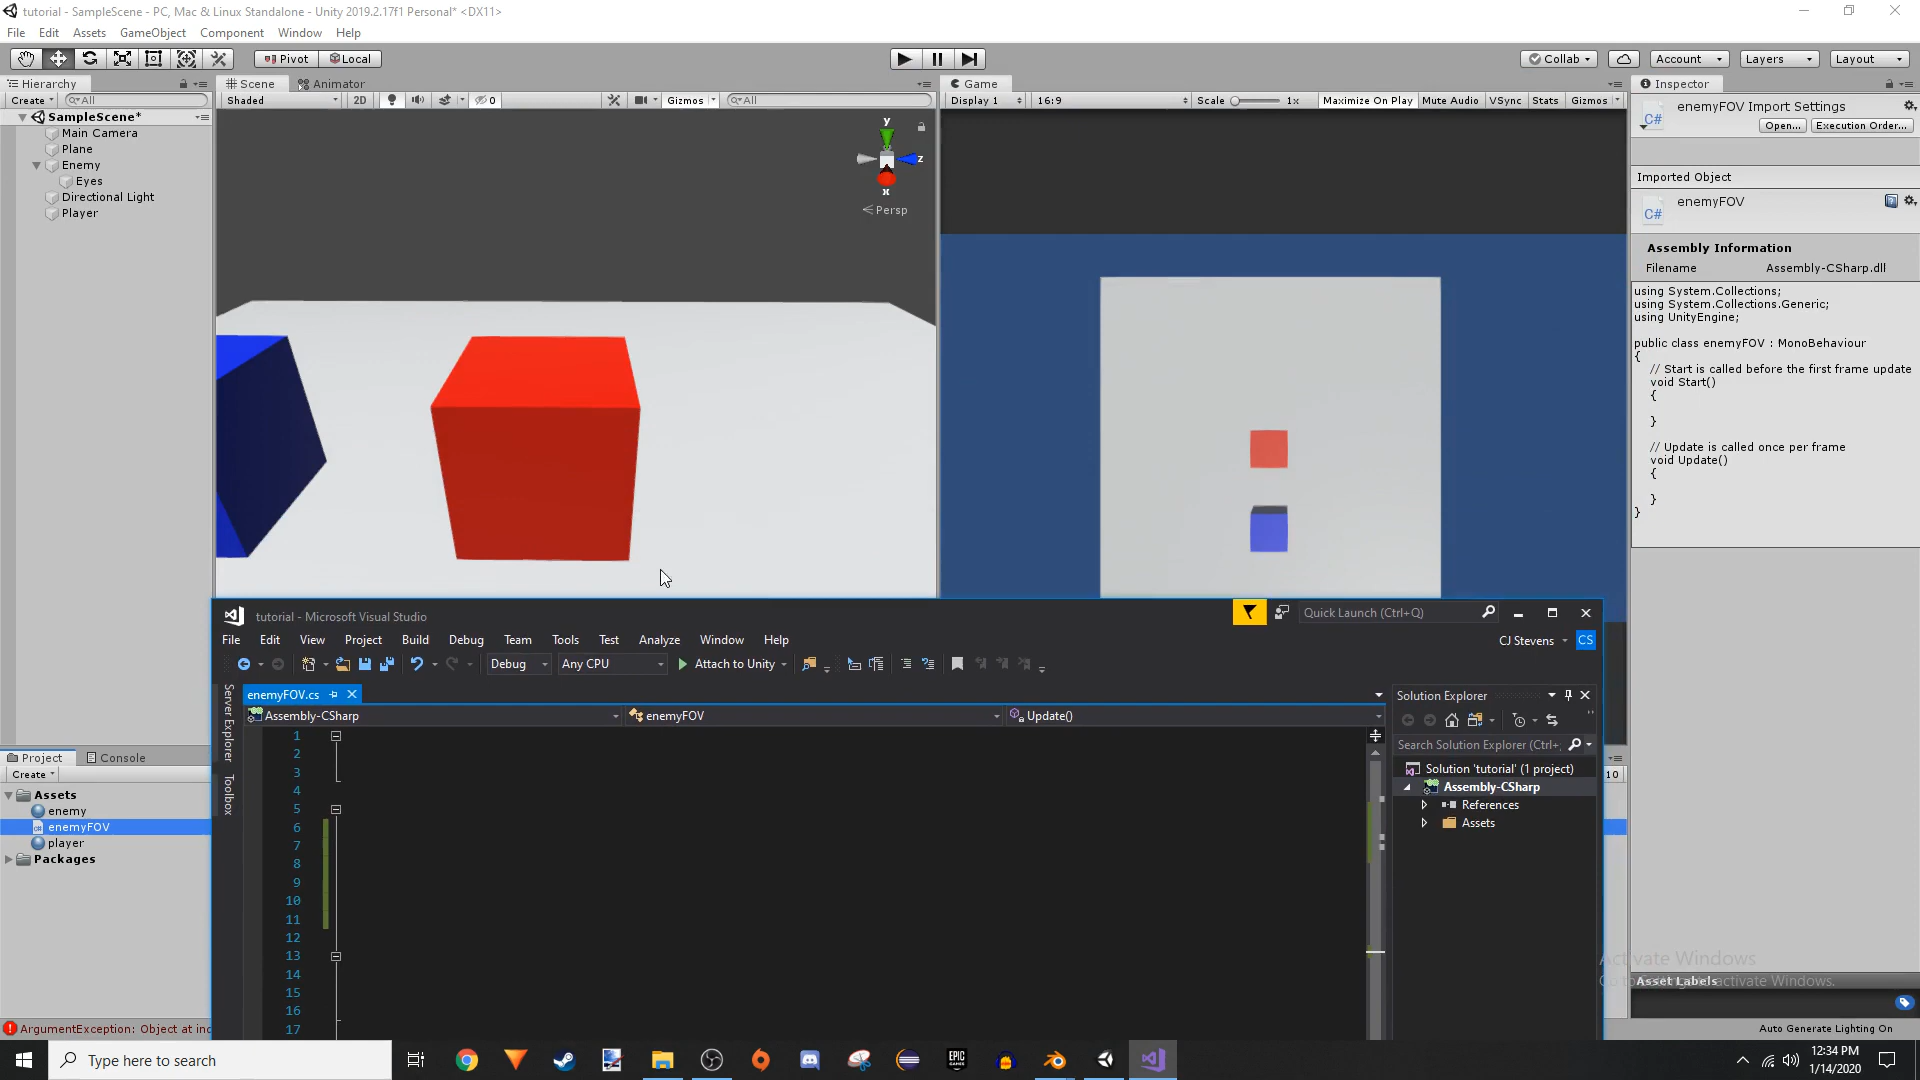 tutorial - SampleScene - PC, Mac & Linux Standalone - Unity 2019.2.17f1 Personal* <DX11>
File Edit Assets GameObject Component Window Help
Pivot Local
Collab Account Layers Layout
Hierarchy
Create All
SampleScene*
Main Camera
Plane
Enemy
Eyes
Directional Light
Player
Scene Animator
Shaded 2D 0 Gizmos All
y
z
x
Persp
Game
Display 1 16:9 Scale 1x Maximize On Play Mute Audio VSync Stats Gizmos
Inspector
enemyFOV Import Settings
C#
Open... Execution Order...
Imported Object
enemyFOV
C#
Assembly Information
Filename Assembly-CSharp.dll
using System.Collections;
using System.Collections.Generic;
using UnityEngine;
public class enemyFOV : MonoBehaviour
{
// Start is called before the first frame update
void Start()
{
}
// Update is called once per frame
void Update()
{
}
}
tutorial - Microsoft Visual Studio
Quick Launch (Ctrl+Q)
File Edit View Project Build Debug Team Tools Test Analyze Window Help
CJ Stevens CS
Debug Any CPU Attach to Unity
Server Explorer
Toolbox
enemyFOV.cs
Assembly-CSharp enemyFOV Update()
1
2
3
4
5
6
7
8
9
10
11
12
13
14
15
16
17
Solution Explorer
Search Solution Explorer (Ctrl+;
Solution 'tutorial' (1 project)
Assembly-CSharp
References
Assets
Project Console
Create
10
Assets
enemy
enemyFOV
player
Packages
Activate Windows
Asset Labels
ArgumentException: Object at
Auto Generate Lighting On
Type here to search
EPIC
12:34 PM
1/14/2020